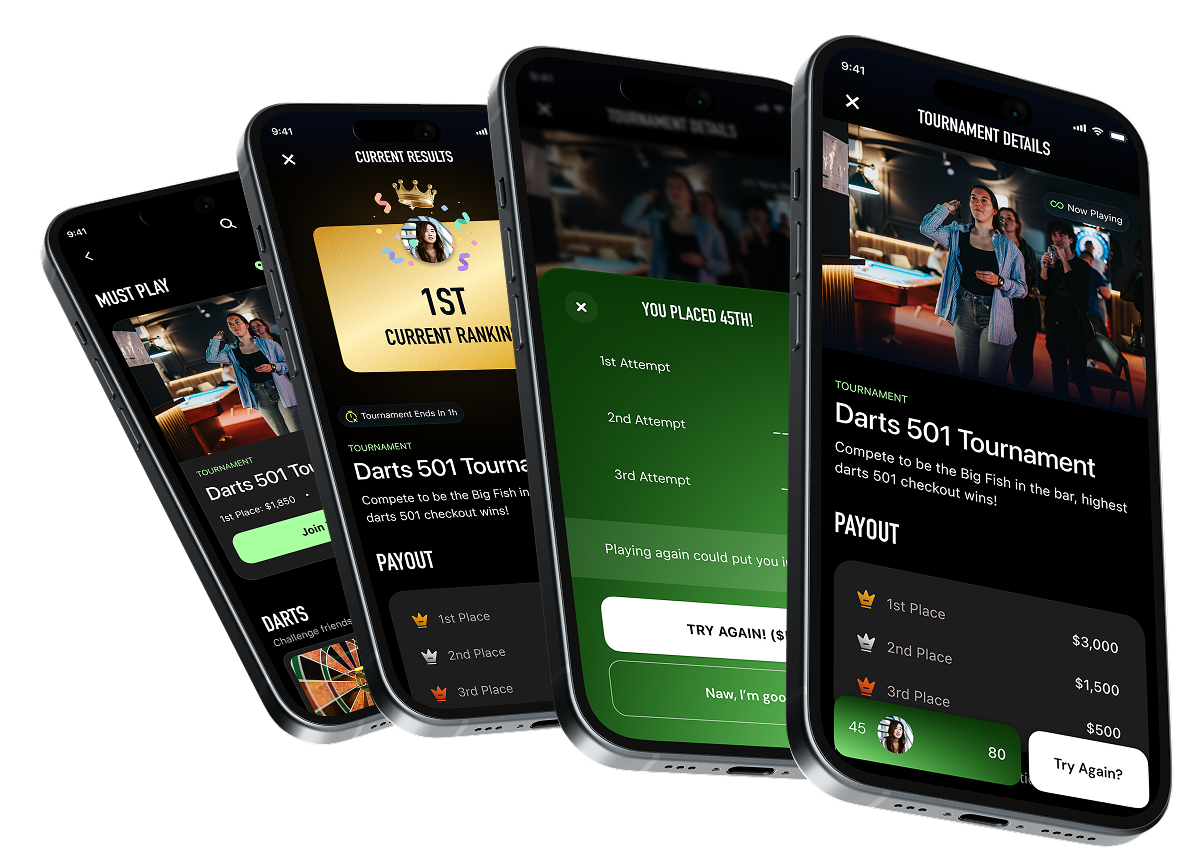 9:41
MUST PLAY
TOURNAMENT
Darts 501
1st Place: $1,850 •
Join
DARTS
Challenge friends
9:41
CURRENT RESULTS
1ST
CURRENT
Tournament Ends In 1h
TOURNAMENT
Darts 501
Compete to be the Big Fish in
darts 501 checkout wins!
PAYOUT
1st Place
2nd Place
3rd Place
TOURNAMENT DETAILS
YOU PLACED 45TH!
1st Attempt
2nd Attempt
3rd Attempt
Playing again could put you
TRY AGAIN! ($
Naw, I'm
9:41
TOURNAMENT DETAILS
Now Playing
TOURNAMENT
Darts 501 Tournament
Compete to be the Big Fish in the bar, highest
darts 501 checkout wins!
PAYOUT
1st Place $3,000
2nd Place $1,500
3rd Place $500
45 80
Try Again?